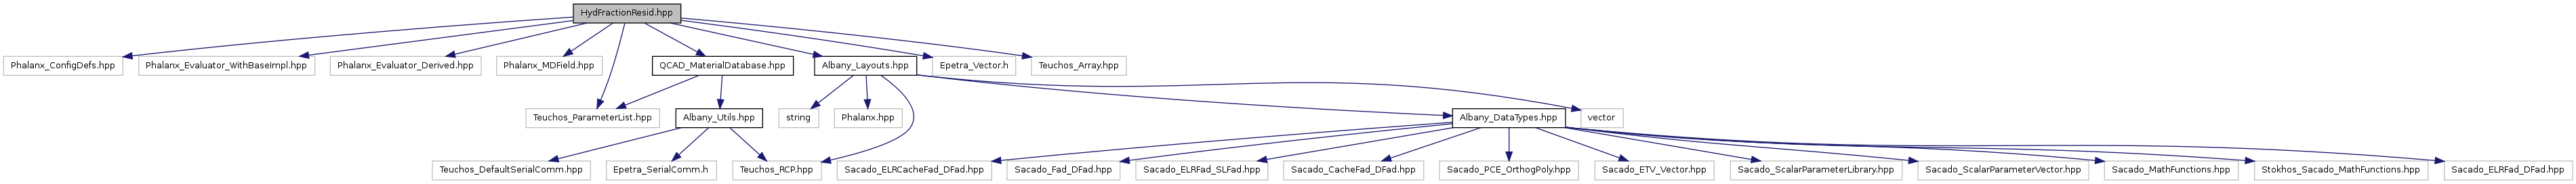 HydFractionResid.hpp
Phalanx_ConfigDefs.hpp
Phalanx_Evaluator_WithBaseImpl.hpp
Phalanx_Evaluator_Derived.hpp
Phalanx_MDField.hpp
QCAD_MaterialDatabase.hpp
Albany_Layouts.hpp
Epetra_Vector.h
Teuchos_Array.hpp
Teuchos_ParameterList.hpp
Albany_Utils.hpp
string
Phalanx.hpp
Albany_DataTypes.hpp
vector
Teuchos_DefaultSerialComm.hpp
Epetra_SerialComm.h
Teuchos_RCP.hpp
Sacado_ELRCacheFad_DFad.hpp
Sacado_Fad_DFad.hpp
Sacado_ELRFad_SLFad.hpp
Sacado_CacheFad_DFad.hpp
Sacado_PCE_OrthogPoly.hpp
Sacado_ETV_Vector.hpp
Sacado_ScalarParameterLibrary.hpp
Sacado_ScalarParameterVector.hpp
Sacado_MathFunctions.hpp
Stokhos_Sacado_MathFunctions.hpp
Sacado_ELRFad_DFad.hpp